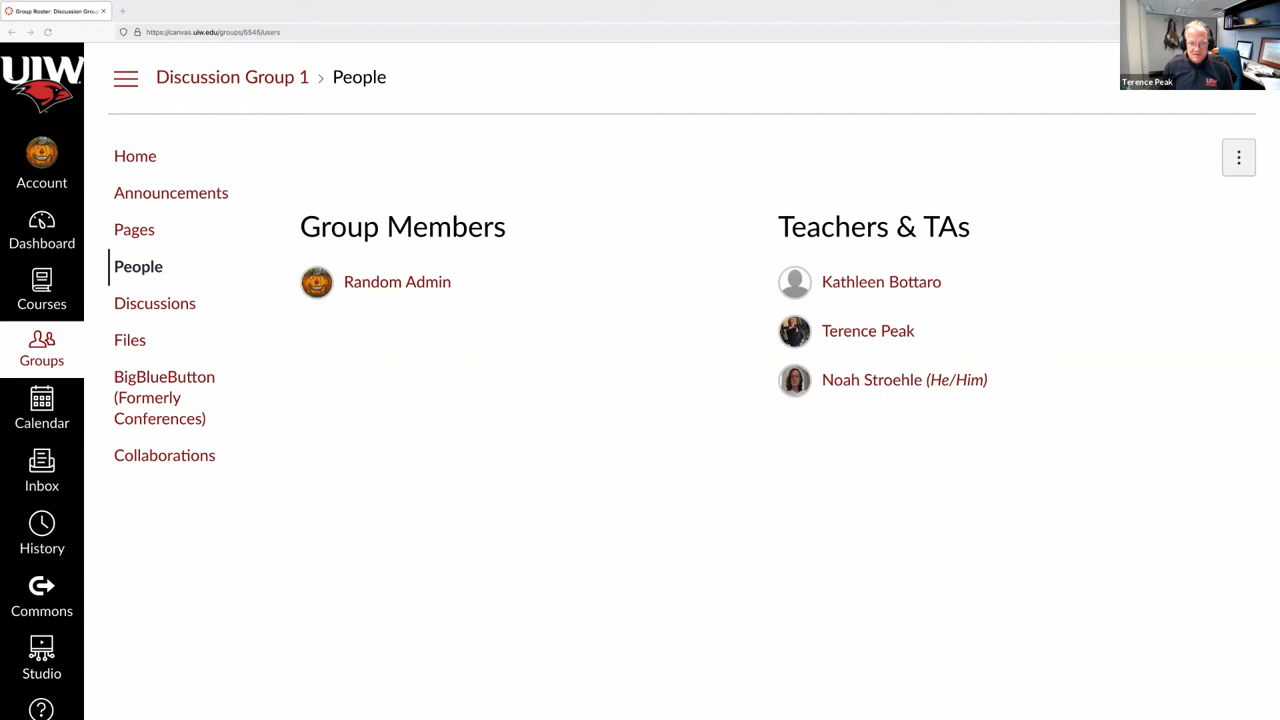 Group Roster: Discussion Grou
https://canvas.uiw.edu/groups/5545/users
Terence Peak
UIW
Discussion Group 1 > People
Account
Dashboard
Courses
Groups
Calendar
Inbox
History
Commons
Studio
Home
Announcements
Pages
People
Discussions
Files
BigBlueButton
(Formerly
Conferences)
Collaborations
Group Members
Random Admin
Teachers & TAs
Kathleen Bottaro
Terence Peak
Noah Stroehle (He/Him)